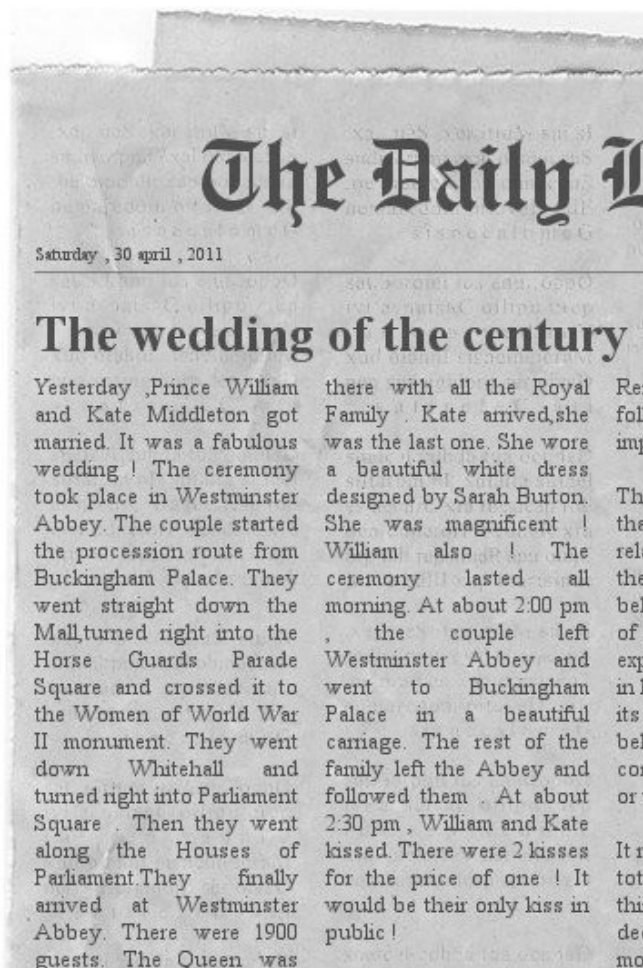 The Daily
Saturday , 30 april , 2011
The wedding of the century
Yesterday ,Prince William
and Kate Middleton got
married. It was a fabulous
wedding ! The ceremony
took place in Westminster
Abbey. The couple started
the procession route from
Buckingham Palace. They
went straight down the
Mall,turned right into the
Horse Guards Parade
Square and crossed it to
the Women of World War
II monument. They went
down Whitehall and
turned right into Parliament
Square . Then they went
along the Houses of
Parliament.They finally
arrived at Westminster
Abbey. There were 1900
guests. The Queen was
there with all the Royal
Family . Kate arrived,she
was the last one. She wore
a beautiful white dress
designed by Sarah Burton.
She was magnificent !
William also ! The
ceremony lasted all
morning. At about 2:00 pm
, the couple left
Westminster Abbey and
went to Buckingham
Palace in a beautiful
carriage. The rest of the
family left the Abbey and
followed them . At about
2:30 pm , William and Kate
kissed. There were 2 kisses
for the price of one ! It
would be their only kiss in
public !